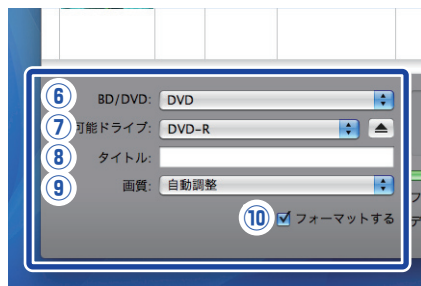 ⑥ BD/DVD: DVD
⑦ 可能ドライブ: DVD-R
⑧ タイトル:
⑨ 画質: 自動調整
⑩ フォーマットする